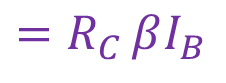 = R_C βI_B